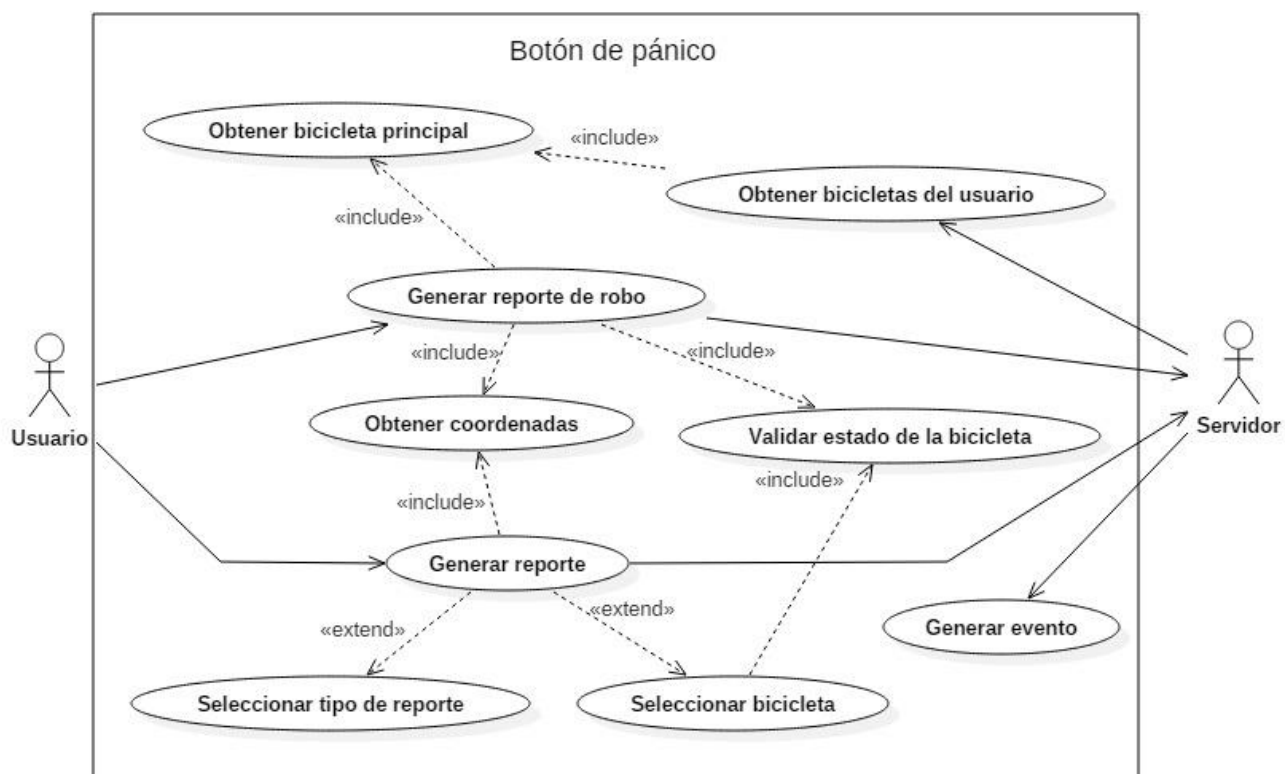 Botón de pánico
Obtener bicicleta principal
«include»
Obtener bicicletas del usuario
«include»
Generar reporte de robo
«include»
«include»
Usuario
Servidor
Obtener coordenadas
Validar estado de la bicicleta
«include»
«include»
Generar reporte
«extend»
«extend»
Generar evento
Seleccionar tipo de reporte
Seleccionar bicicleta